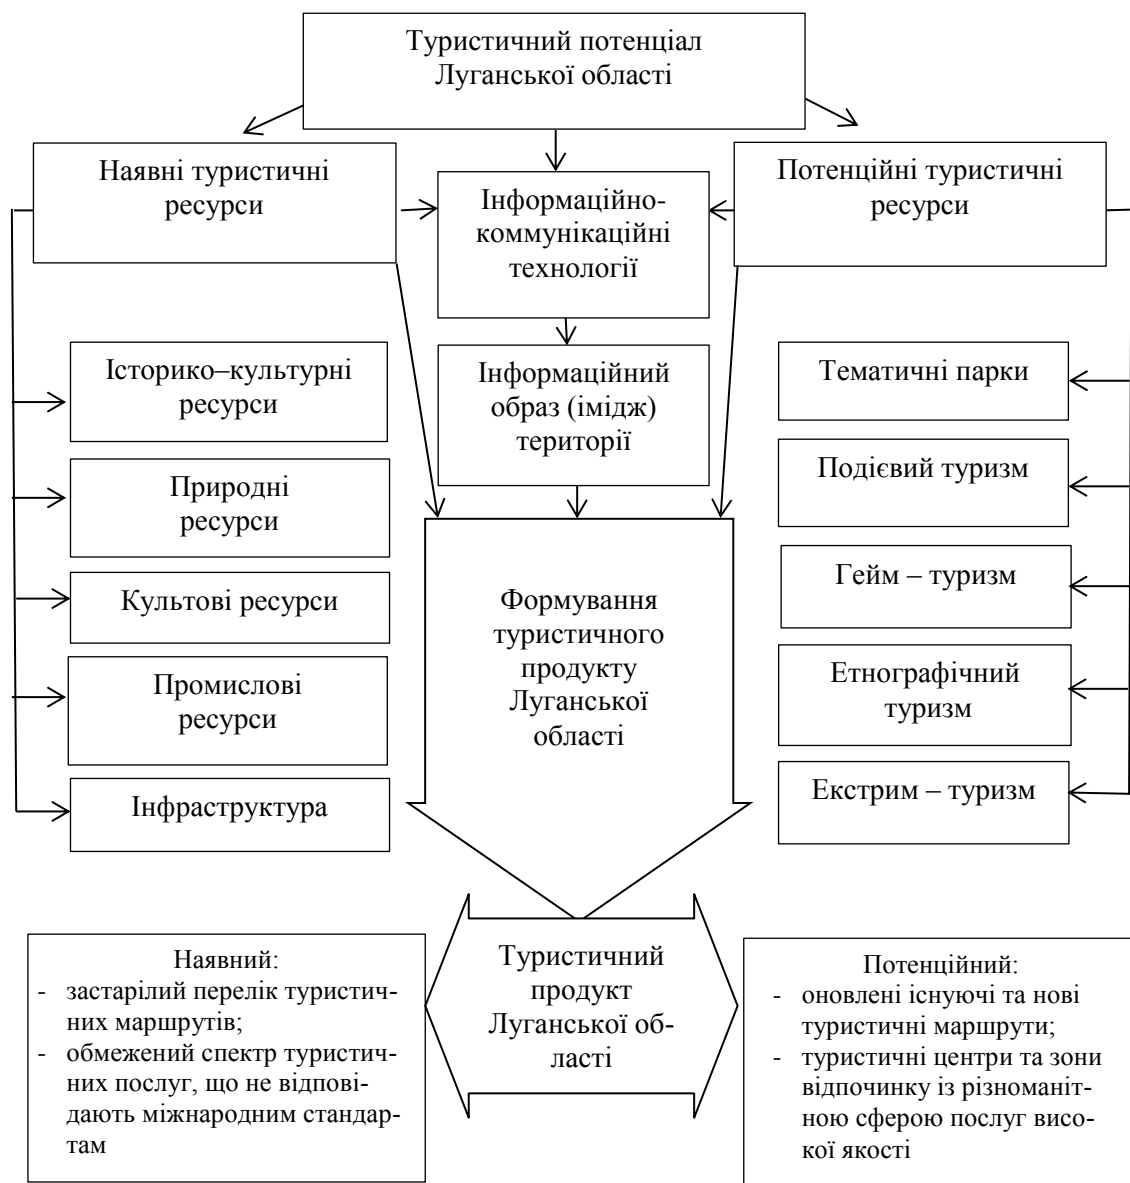 Туристичний потенціал
Луганської області
Наявні туристичні
ресурси
Інформаційно-
коммунікаційні
технології
Потенційні туристичні
ресурси
Історико–культурні
ресурси
Природні
ресурси
Культові ресурси
Промислові
ресурси
Інфраструктура
Інформаційний
образ (імідж)
території
Тематичні парки
Подієвий туризм
Гейм – туризм
Етнографічний
туризм
Екстрим – туризм
Формування
туристичного
продукту
Луганської
області
Наявний:
- застарілий перелік туристич-
них маршрутів;
- обмежений спектр туристич-
них послуг, що не відпові-
дають міжнародним стандар-
там
Туристичний
продукт
Луганської об-
ласті
Потенційний:
- оновлені існуючі та нові
туристичні маршрути;
- туристичні центри та зони
відпочинку із різноманіт-
ною сферою послуг висо-
кої якості